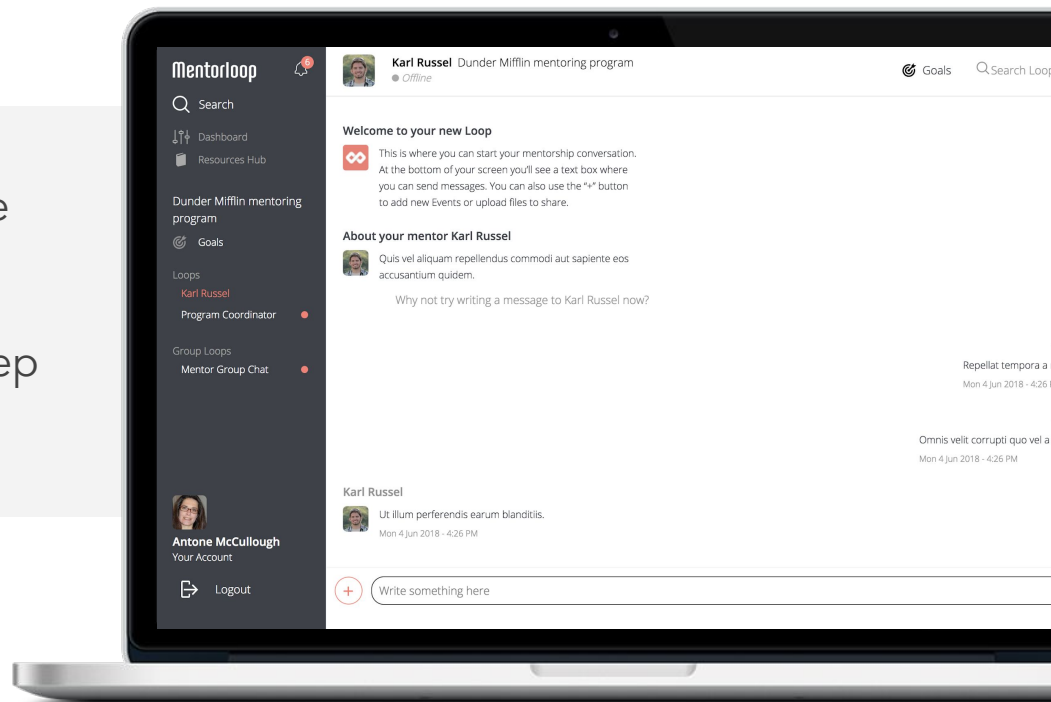 Mentorloop
6
Search
Dashboard
Resources Hub
Dunder Mifflin mentoring
program
Goals
Loops
Karl Russel
Program Coordinator
Group Loops
Mentor Group Chat
Antone McCullough
Your Account
Logout
Karl Russel Dunder Mifflin mentoring program
Offline
Goals
Search Loop
Welcome to your new Loop
This is where you can start your mentorship conversation.
At the bottom of your screen you'll see a text box where
you can send messages. You can also use the "+" button
to add new Events or upload files to share.
About your mentor Karl Russel
Quis vel aliquam repellendus commodi aut sapiente eos
accusantium quidem.
Why not try writing a message to Karl Russel now?
Repellat tempora a
Mon 4 Jun 2018 - 4:26
Omnis velit corrupti quo vel a
Mon 4 Jun 2018 - 4:26 PM
Karl Russel
Ut illum perferendis earum blanditiis.
Mon 4 Jun 2018 - 4:26 PM
+
Write something here